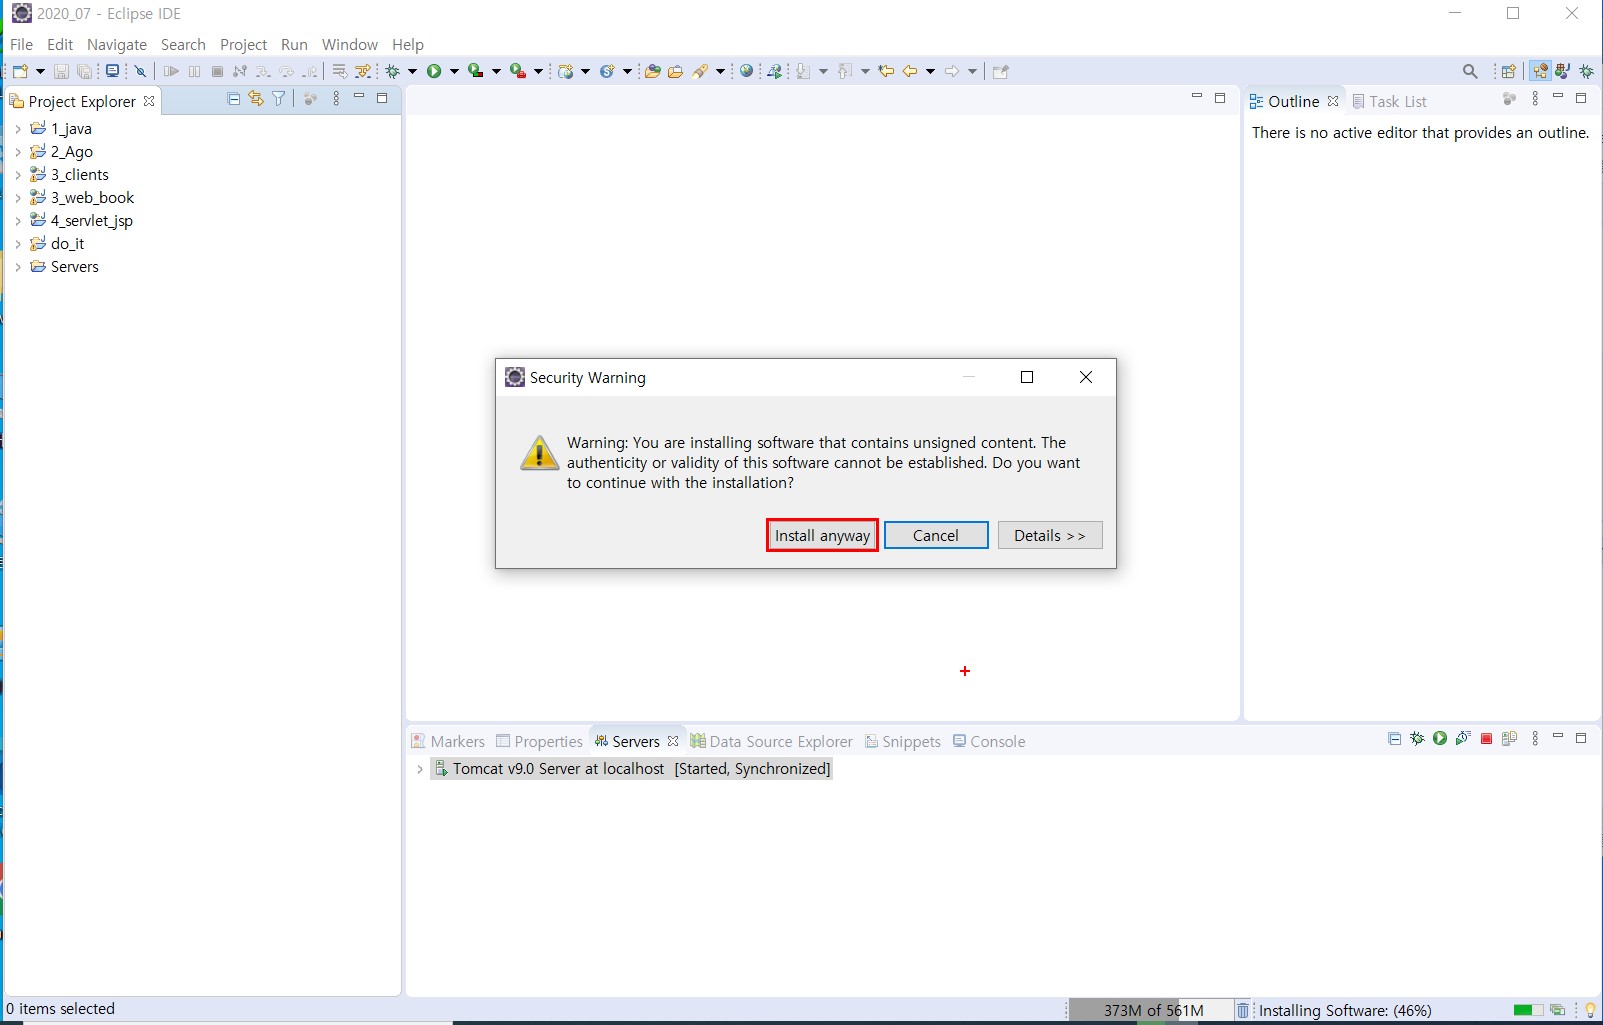 2020_07 - Eclipse IDE
File Edit Navigate Search Project Run Window Help
Project Explorer
1_java
2_Ago
3_clients
3_web_book
4_servlet_jsp
do_it
Servers
Outline Task List
There is no active editor that provides an outline.
Security Warning
Warning: You are installing software that contains unsigned content. The
authenticity or validity of this software cannot be established. Do you want
to continue with the installation?
Install anyway Cancel Details >>
Markers Properties Servers Data Source Explorer Snippets Console
Tomcat v9.0 Server at localhost [Started, Synchronized]
0 items selected 373M of 561M Installing Software: (46%)